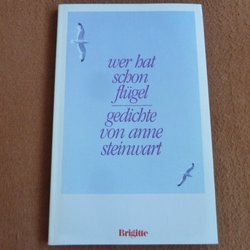 wer hat
schon
flügel
gedichte
von anne
steinwart
Brigitte